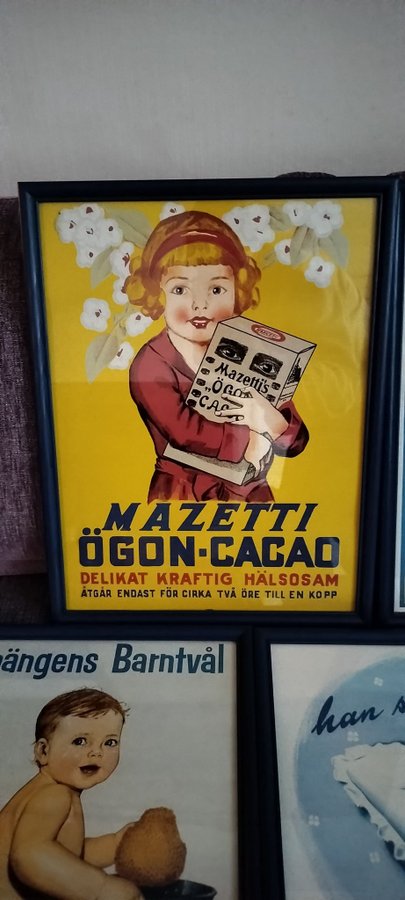 MAZETTI
Mazetti's
„ÖGON
CACAO
MAZETTI
ÖGON-CACAO
DELIKAT KRAFTIG HÄLSOSAM
ÅTGÅR ENDAST FÖR CIRKA TVÅ ÖRE TILL EN KOPP
ängens Barntvål
han s